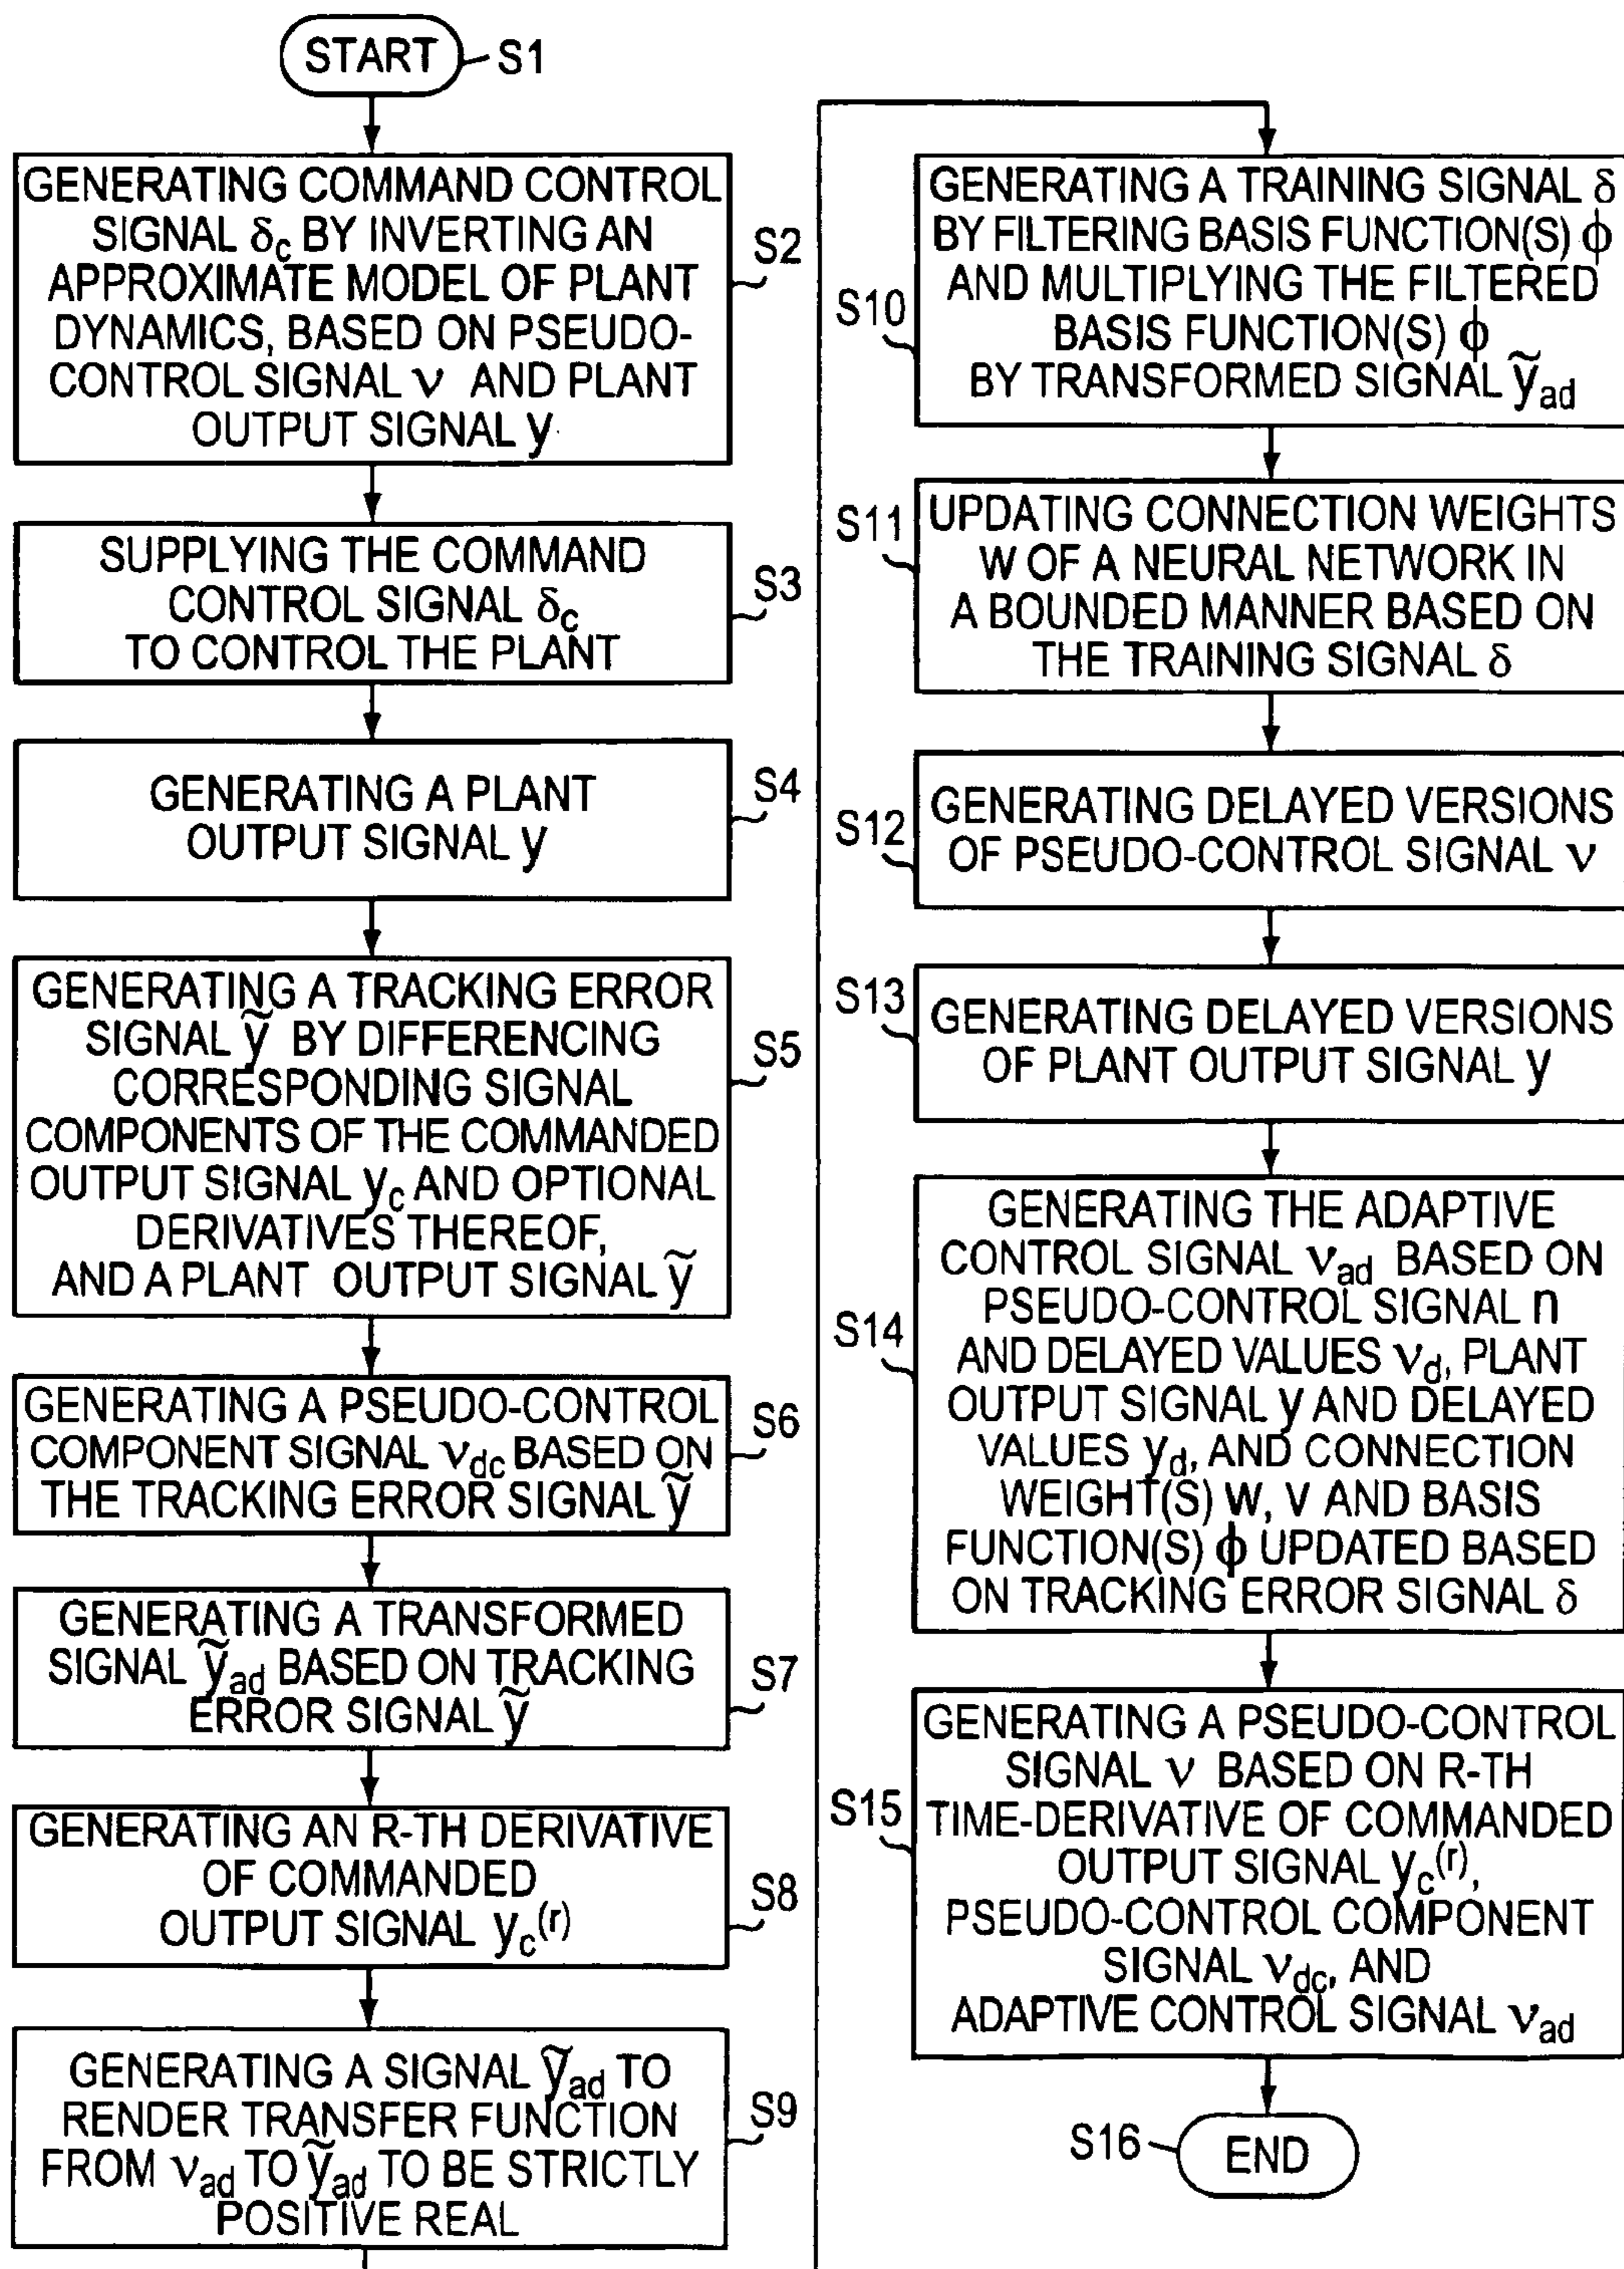 START
S1
GENERATING COMMAND CONTROL
SIGNAL δc BY INVERTING AN
APPROXIMATE MODEL OF PLANT
DYNAMICS, BASED ON PSEUDO-
CONTROL SIGNAL ν AND PLANT
OUTPUT SIGNAL y
S2
SUPPLYING THE COMMAND
CONTROL SIGNAL δc
TO CONTROL THE PLANT
S3
GENERATING A PLANT
OUTPUT SIGNAL y
S4
GENERATING A TRACKING ERROR
SIGNAL ỹ BY DIFFERENCING
CORRESPONDING SIGNAL
COMPONENTS OF THE COMMANDED
OUTPUT SIGNAL yc AND OPTIONAL
DERIVATIVES THEREOF,
AND A PLANT OUTPUT SIGNAL ỹ
S5
GENERATING A PSEUDO-CONTROL
COMPONENT SIGNAL νdc BASED ON
THE TRACKING ERROR SIGNAL ỹ
S6
GENERATING A TRANSFORMED
SIGNAL ỹad BASED ON TRACKING
ERROR SIGNAL ỹ
S7
GENERATING AN R-TH DERIVATIVE
OF COMMANDED
OUTPUT SIGNAL yc(r)
S8
GENERATING A SIGNAL ỹad TO
RENDER TRANSFER FUNCTION
FROM νad TO ỹad TO BE STRICTLY
POSITIVE REAL
S9
GENERATING A TRAINING SIGNAL δ
BY FILTERING BASIS FUNCTION(S) ϕ
AND MULTIPLYING THE FILTERED
BASIS FUNCTION(S) ϕ
BY TRANSFORMED SIGNAL ỹad
S10
UPDATING CONNECTION WEIGHTS
W OF A NEURAL NETWORK IN
A BOUNDED MANNER BASED ON
THE TRAINING SIGNAL δ
S11
GENERATING DELAYED VERSIONS
OF PSEUDO-CONTROL SIGNAL ν
S12
GENERATING DELAYED VERSIONS
OF PLANT OUTPUT SIGNAL y
S13
GENERATING THE ADAPTIVE
CONTROL SIGNAL νad BASED ON
PSEUDO-CONTROL SIGNAL n
AND DELAYED VALUES νd, PLANT
OUTPUT SIGNAL y AND DELAYED
VALUES yd, AND CONNECTION
WEIGHT(S) W, V AND BASIS
FUNCTION(S) ϕ UPDATED BASED
ON TRACKING ERROR SIGNAL δ
S14
GENERATING A PSEUDO-CONTROL
SIGNAL ν BASED ON R-TH
TIME-DERIVATIVE OF COMMANDED
OUTPUT SIGNAL yc(r),
PSEUDO-CONTROL COMPONENT
SIGNAL νdc, AND
ADAPTIVE CONTROL SIGNAL νad
S15
S16
END